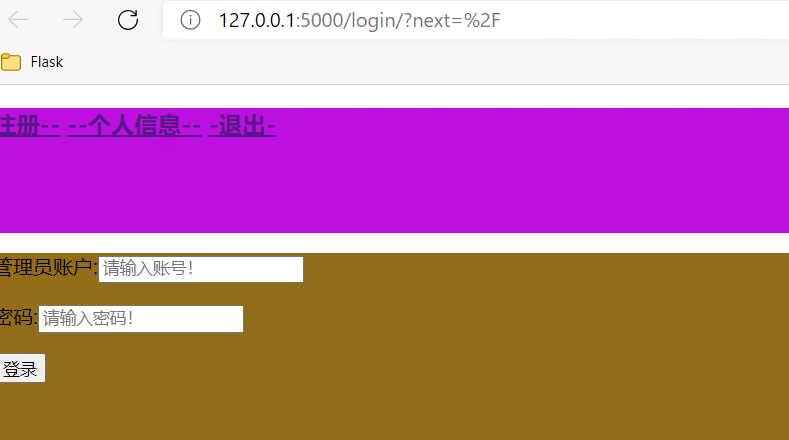 127.0.0.1:5000/login/?next=%2F
Flask
注册-- --个人信息-- -退出-
管理员账户:请输入账号!
密码:请输入密码!
登录